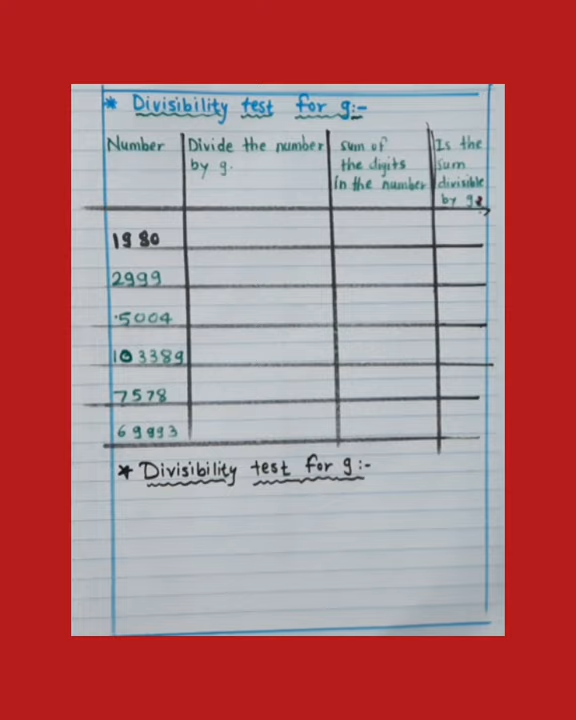 * Divisibility test for 9:-
Number
Divide the number
by 9.
Sum of
the digits
in the number
Is the
sum
divisible
by 9?
1980
2999
5004
103389
7578
69993
* Divisibility test for 9:-